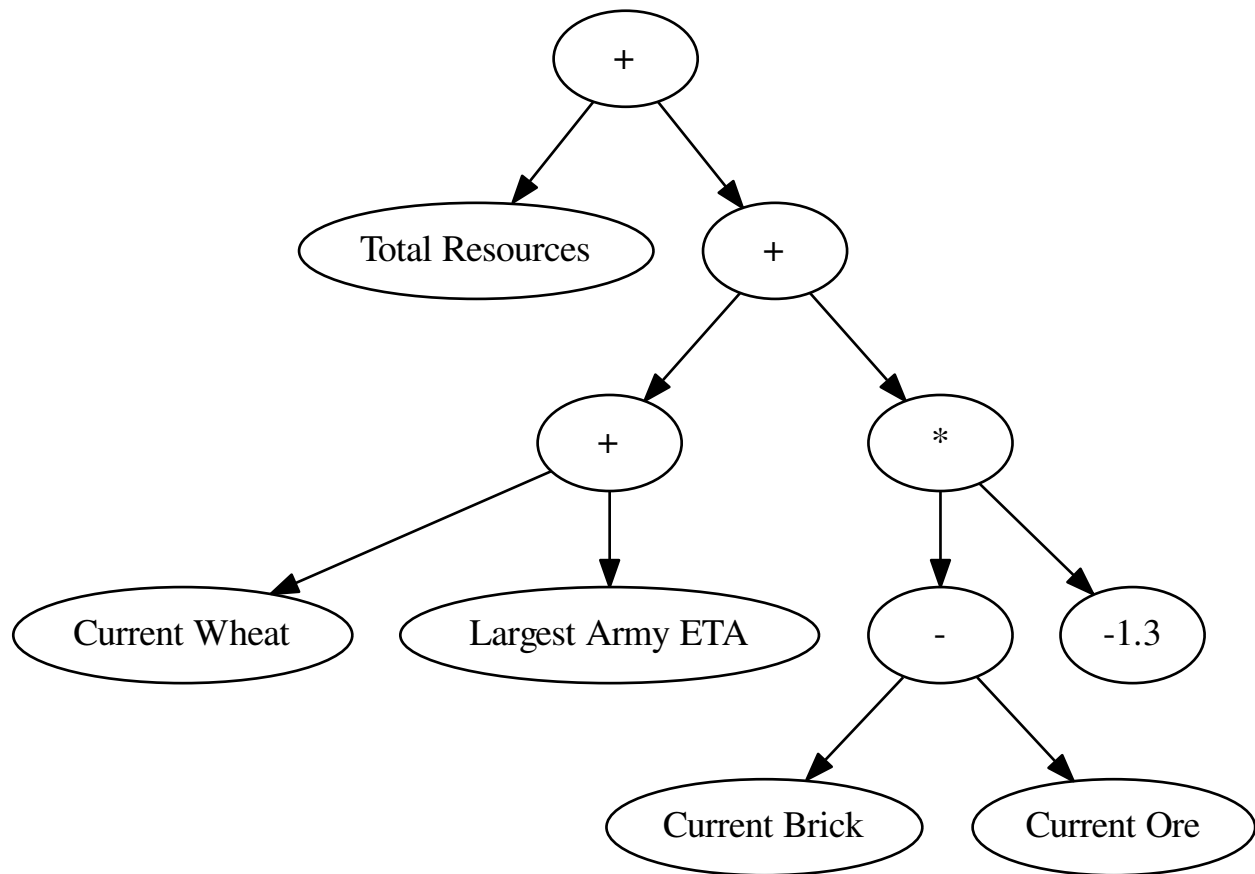 +
Total Resources
+
+
*
Current Wheat
Largest Army ETA
-
-1.3
Current Brick
Current Ore